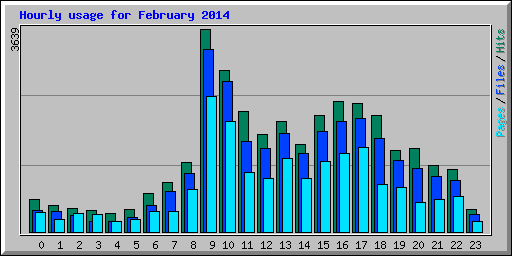 Hourly usage for February 2014
3639
Pages/Files/Hits
0 1 2 3 4 5 6 7 8 9 10 11 12 13 14 15 16 17 18 19 20 21 22 23